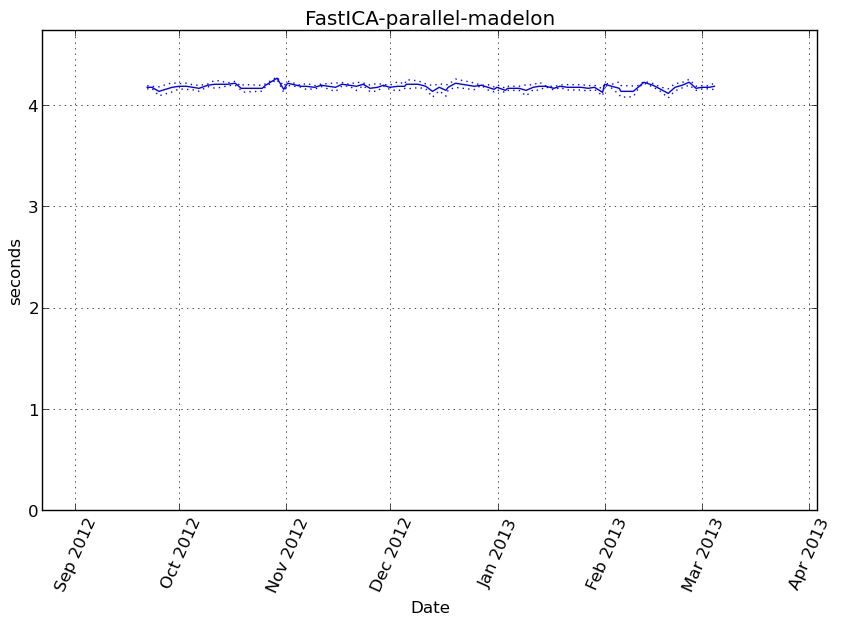 FastICA-parallel-madelon
seconds
4
3
2
1
0
Sep 2012
Oct 2012
Nov 2012
Dec 2012
Jan 2013
Feb 2013
Mar 2013
Apr 2013
Date